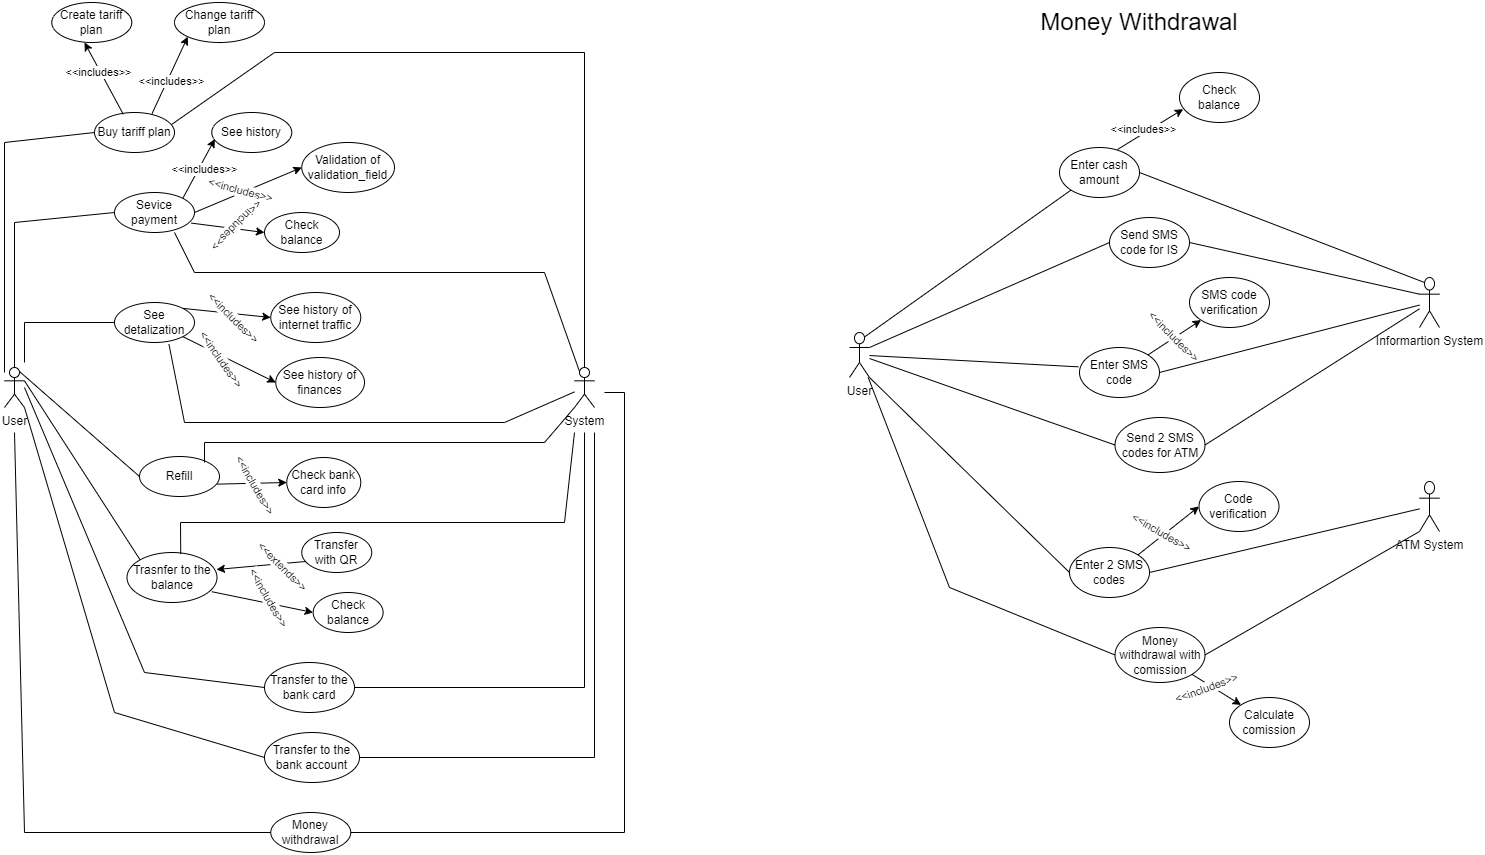 Create tariff
plan
Change tariff
plan
<<includes>>
<<includes>>
Buy tariff plan
See history
<<includes>>
Validation of
validation_field
<<includes>>
Sevice
payment
<<includes>>
Check
balance
See
detalization
<<includes>>
See history of
internet traffic
<<includes>>
See history of
finances
User
System
Refill
<<includes>>
Check bank
card info
Trasnfer to the
balance
<<extends>>
Transfer
with QR
<<includes>>
Check
balance
Transfer to the
bank card
Transfer to the
bank account
Money
withdrawal
Money Withdrawal
Check
balance
<<includes>>
Enter cash
amount
Send SMS
code for IS
SMS code
verification
<<includes>>
Enter SMS
code
Informartion System
User
Send 2 SMS
codes for ATM
Code
verification
<<includes>>
ATM System
Enter 2 SMS
codes
Money
withdrawal with
comission
<<includes>>
Calculate
comission